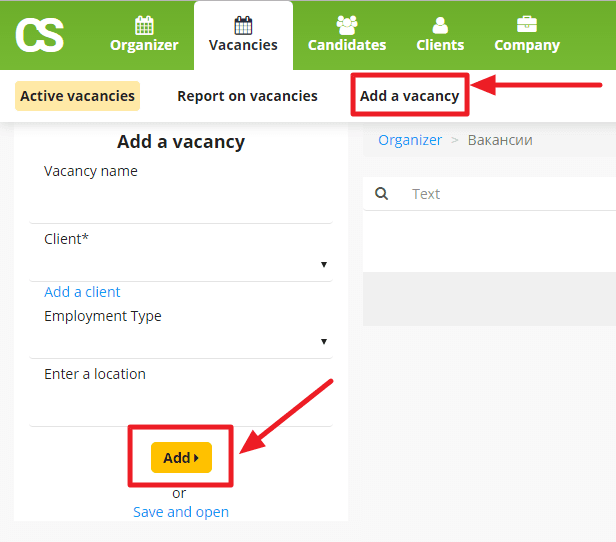 CS
Organizer
Vacancies
Candidates
Clients
Company
Active vacancies
Report on vacancies
Add a vacancy
Add a vacancy
Vacancy name
Client*
Add a client
Employment Type
Enter a location
Add
or
Save and open
Organizer > Вакансии
Text